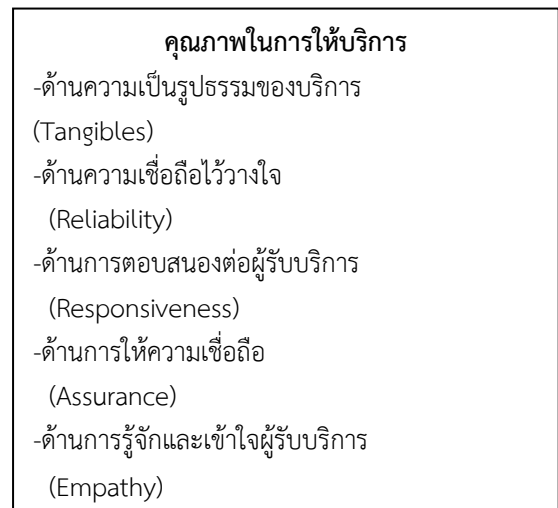 คุณภาพในการให้บริการ
-ด้านความเป็นรูปธรรมของบริการ
(Tangibles)
-ด้านความเชื่อถือไว้วางใจ
(Reliability)
-ด้านการตอบสนองต่อผู้รับบริการ
(Responsiveness)
-ด้านการให้ความเชื่อถือ
(Assurance)
-ด้านการรู้จักและเข้าใจผู้รับบริการ
(Empathy)